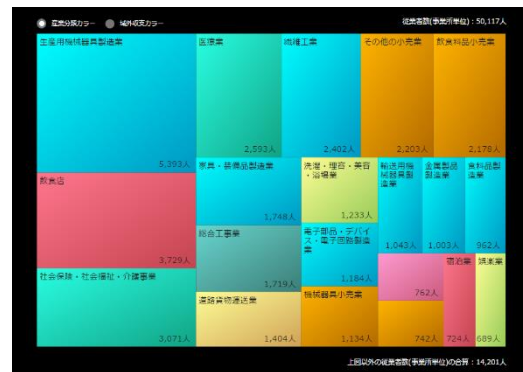 産業分類カラー 域外収支カラー 従業者数(事業所単位)：50,117人
生産用機械器具製造業
5,393人
飲食店
3,729人
社会保険・社会福祉・介護事業
3,071人
医療業
2,593人
繊維工業
2,402人
その他の小売業
2,203人
飲食料品小売業
2,178人
家具・装備品製造業
1,748人
総合工事業
1,719人
道路貨物運送業
1,404人
洗濯・理容・美容
・浴場業
1,233人
電子部品・デバイ
ス・電子回路製造
業
1,184人
機械器具小売業
1,134人
輸送用機
械器具製
造業
1,043人
金属製品
製造業
1,003人
食料品製
造業
962人
762人
742人
宿泊業
724人
娯楽業
689人
上図以外の従業者数(事業所単位)の合算：14,201人